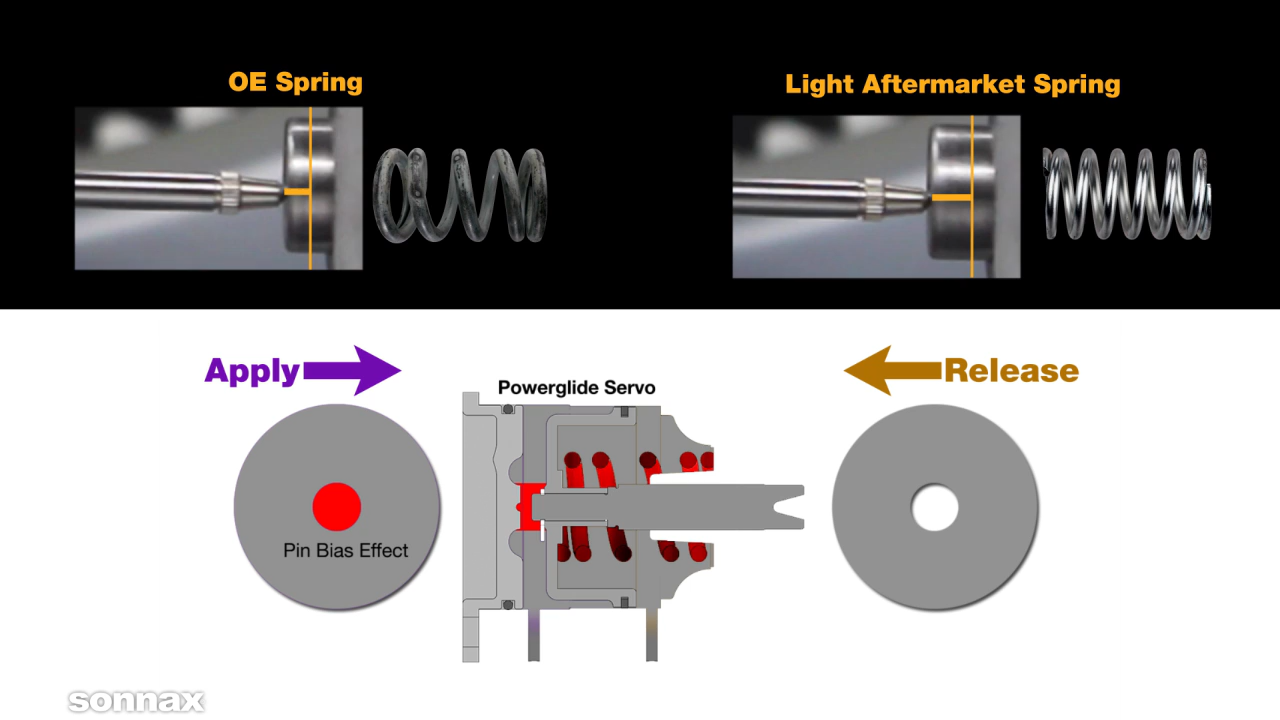 OE Spring
Light Aftermarket Spring
Apply
Release
Powerglide Servo
Pin Bias Effect
sonnax